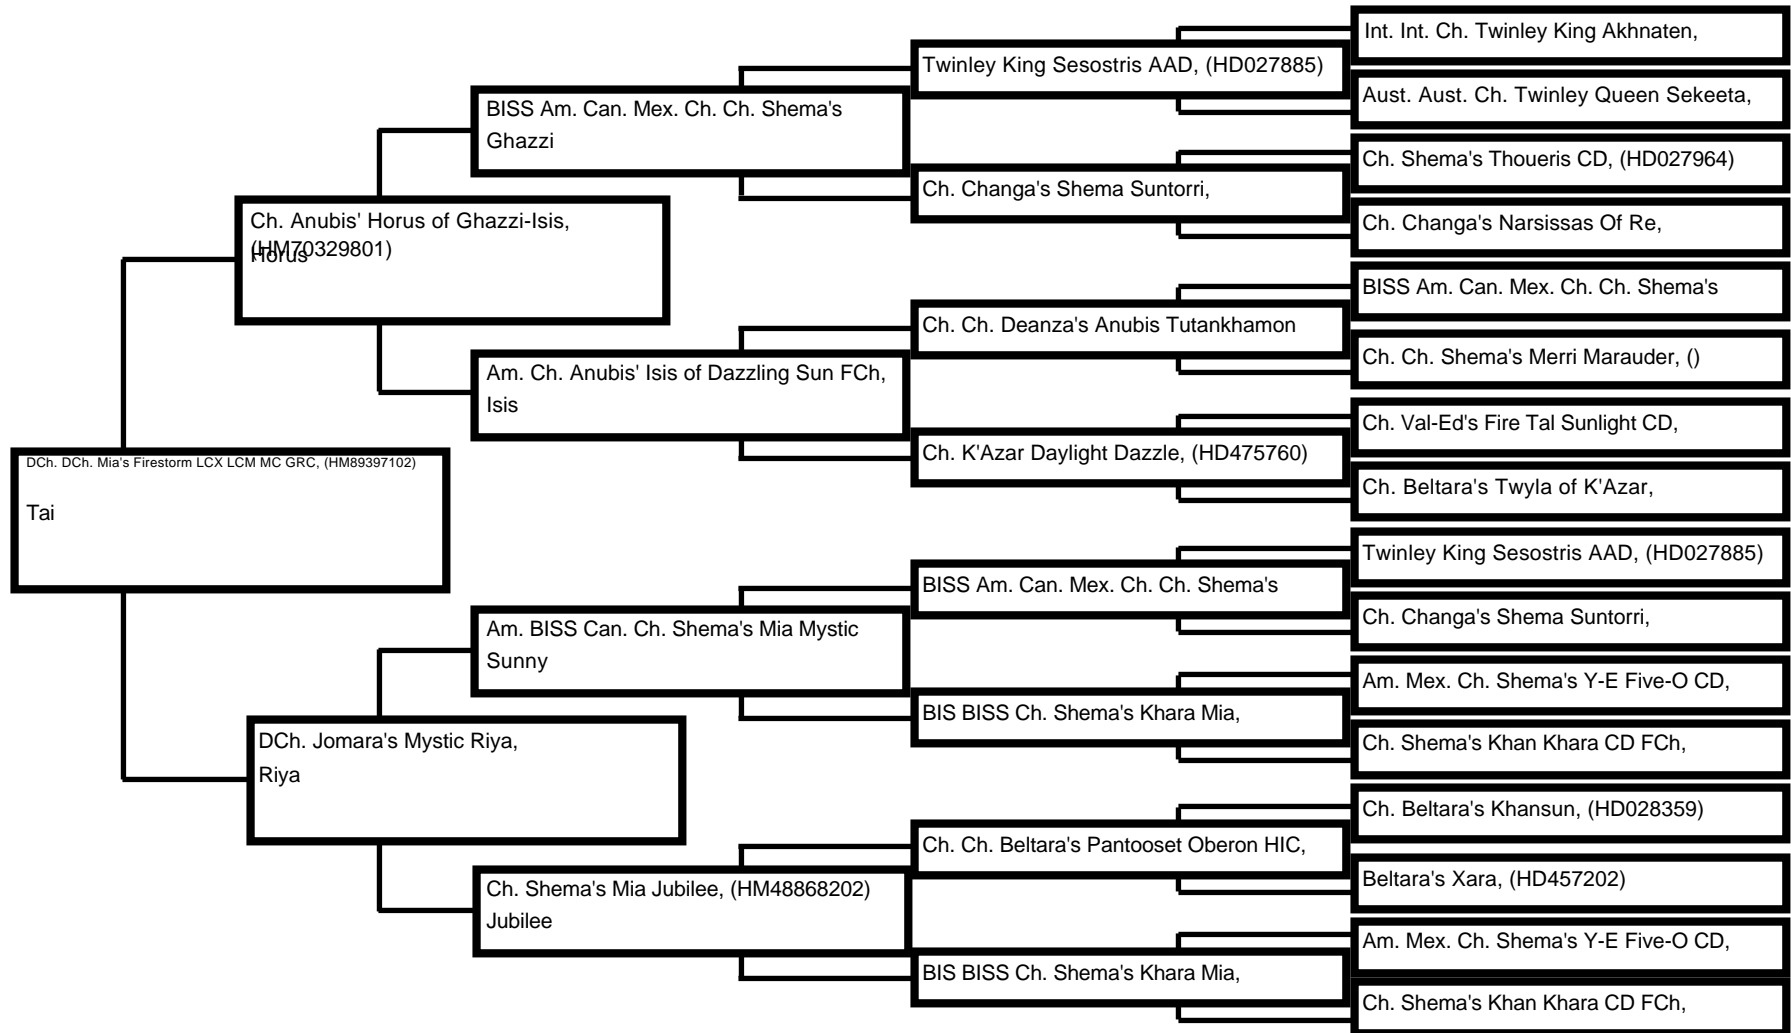 Int. Int. Ch. Twinley King Akhnaten,
Twinley King Sesostris AAD, (HD027885)
Aust. Aust. Ch. Twinley Queen Sekeeta,
BISS Am. Can. Mex. Ch. Ch. Shema's
Ghazzi
Ch. Shema's Thoueris CD, (HD027964)
Ch. Changa's Shema Suntorri,
Ch. Changa's Narsissas Of Re,
Ch. Anubis' Horus of Ghazzi-Isis,
(HM70329801)
Horus
BISS Am. Can. Mex. Ch. Ch. Shema's
Ch. Ch. Deanza's Anubis Tutankhamon
Ch. Ch. Shema's Merri Marauder, ()
Am. Ch. Anubis' Isis of Dazzling Sun FCh,
Isis
Ch. Val-Ed's Fire Tal Sunlight CD,
Ch. K'Azar Daylight Dazzle, (HD475760)
Ch. Beltara's Twyla of K'Azar,
DCh. DCh. Mia's Firestorm LCX LCM MC GRC, (HM89397102)
Tai
Twinley King Sesostris AAD, (HD027885)
BISS Am. Can. Mex. Ch. Ch. Shema's
Ch. Changa's Shema Suntorri,
Am. BISS Can. Ch. Shema's Mia Mystic
Sunny
Am. Mex. Ch. Shema's Y-E Five-O CD,
BIS BISS Ch. Shema's Khara Mia,
Ch. Shema's Khan Khara CD FCh,
DCh. Jomara's Mystic Riya,
Riya
Ch. Beltara's Khansun, (HD028359)
Ch. Ch. Beltara's Pantooset Oberon HIC,
Beltara's Xara, (HD457202)
Ch. Shema's Mia Jubilee, (HM48868202)
Jubilee
Am. Mex. Ch. Shema's Y-E Five-O CD,
BIS BISS Ch. Shema's Khara Mia,
Ch. Shema's Khan Khara CD FCh,